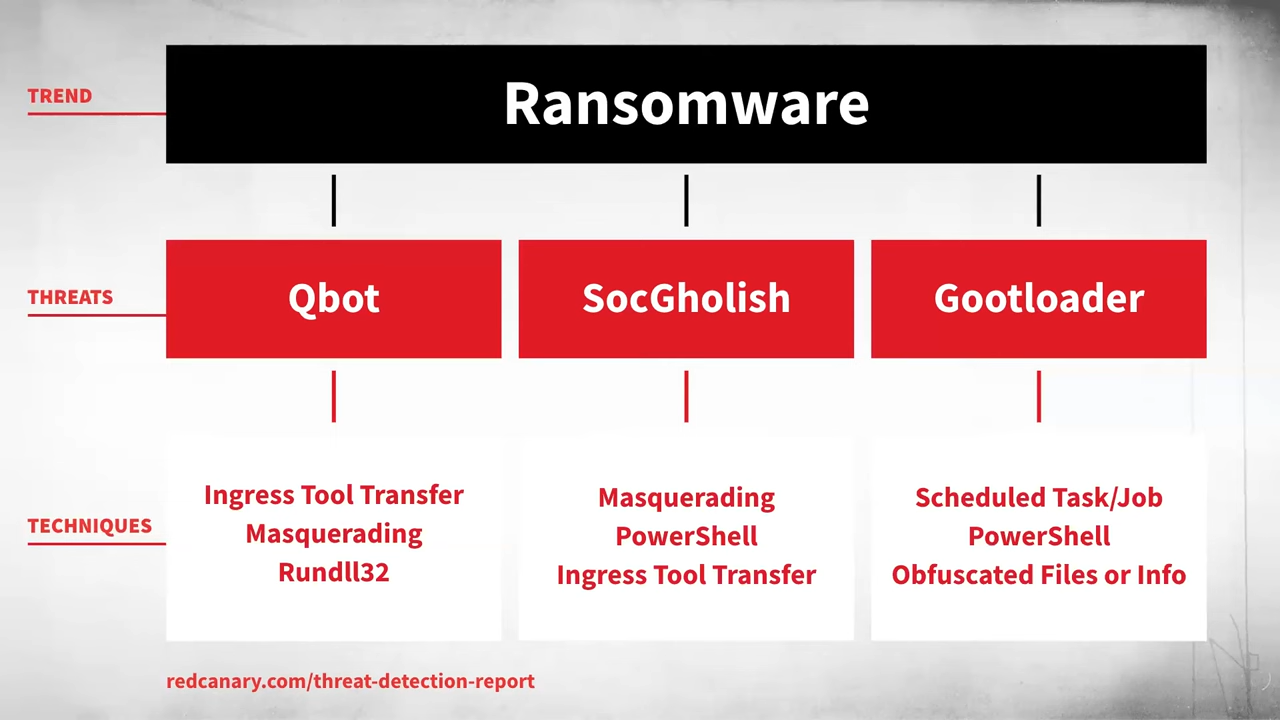 TREND
Ransomware
THREATS
Qbot
SocGholish
Gootloader
TECHNIQUES
Ingress Tool Transfer
Masquerading
Rundll32
Masquerading
PowerShell
Ingress Tool Transfer
Scheduled Task/Job
PowerShell
Obfuscated Files or Info
redcanary.com/threat-detection-report